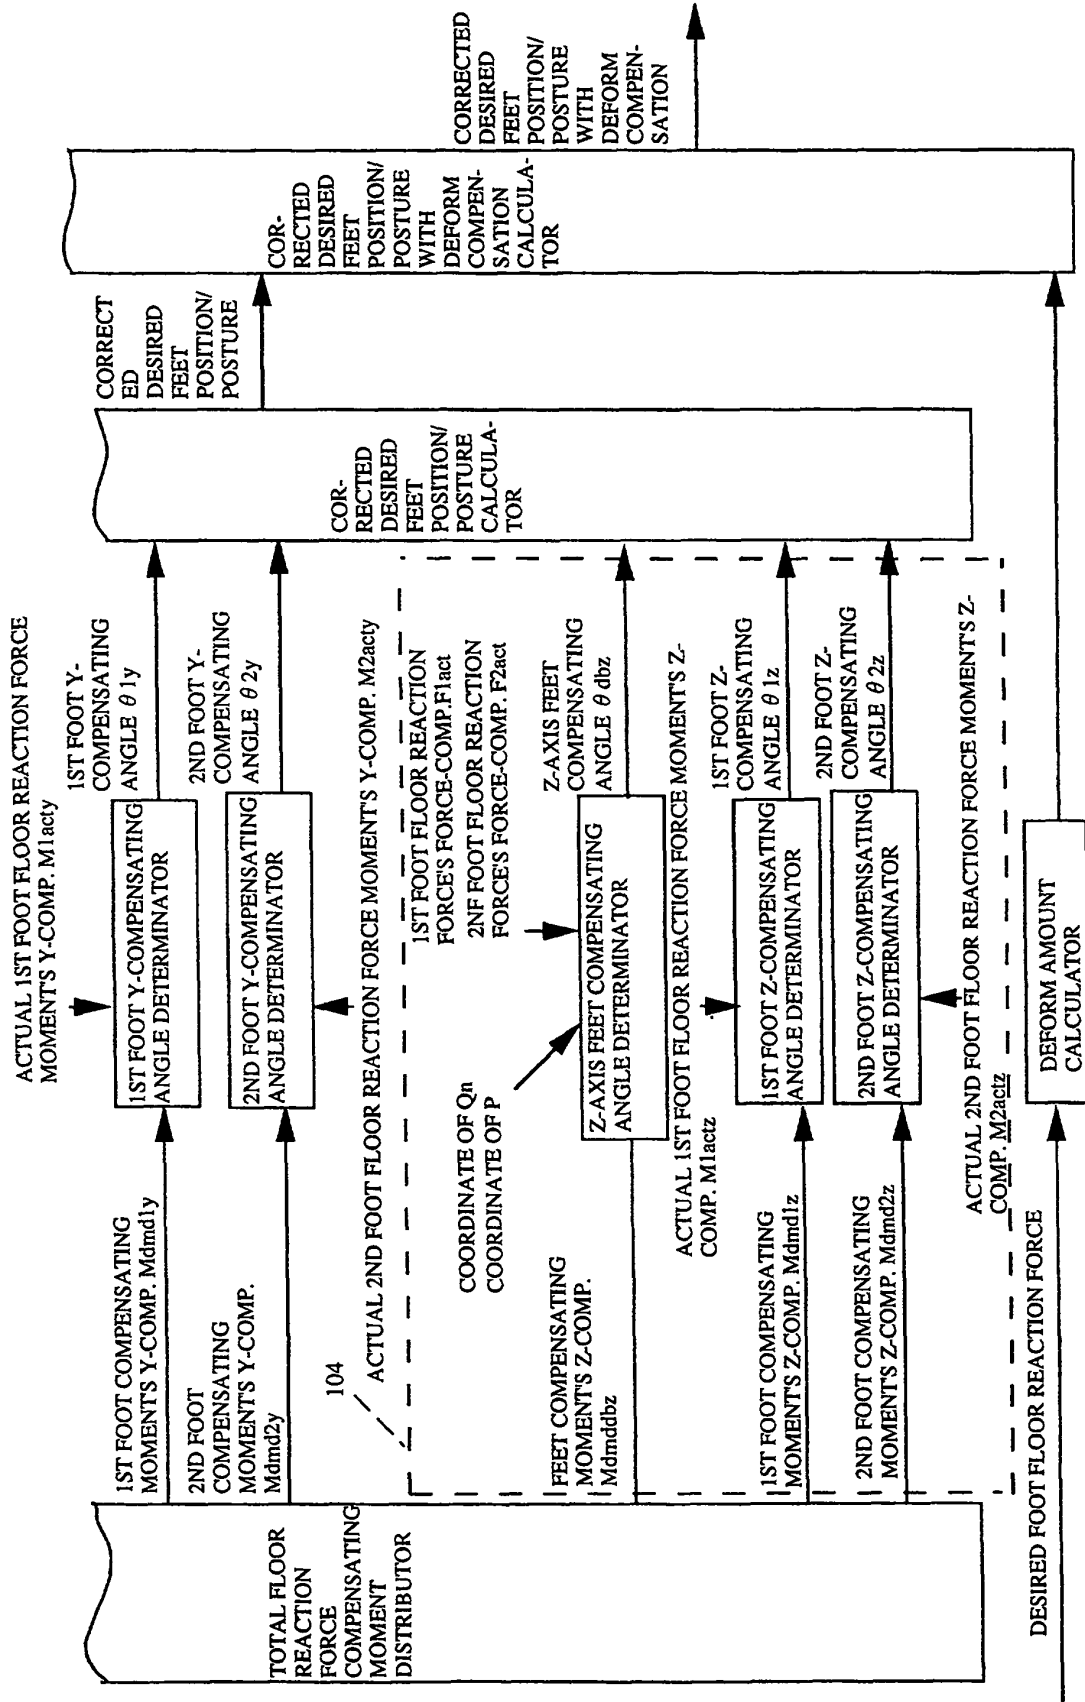 TOTAL FLOOR
REACTION
FORCE
COMPENSATING
MOMENT
DISTRIBUTOR
1ST FOOT COMPENSATING
MOMENT'S Y-COMP. Mdmd1y
2ND FOOT
COMPENSATING
MOMENT'S Y-COMP.
Mdmd2y
104
FEET COMPENSATING
MOMENT'S Z-COMP.
Mdmddbz
1ST FOOT COMPENSATING
MOMENT'S Z-COMP. Mdmd1z
2ND FOOT COMPENSATING
MOMENT'S Z-COMP. Mdmd2z
DESIRED FOOT FLOOR REACTION FORCE
ACTUAL 1ST FOOT FLOOR REACTION FORCE
MOMENT'S Y-COMP. M1acty
1ST FOOT Y-COMPENSATING
ANGLE DETERMINATOR
2ND FOOT Y-COMPENSATING
ANGLE DETERMINATOR
ACTUAL 2ND FOOT FLOOR REACTION FORCE MOMENT'S Y-COMP. M2acty
1ST FOOT FLOOR REACTION
FORCE'S FORCE-COMP.F1act
2NF FOOT FLOOR REACTION
FORCE'S FORCE-COMP. F2act
COORDINATE OF Qn
COORDINATE OF P
Z-AXIS FEET COMPENSATING
ANGLE DETERMINATOR
ACTUAL 1ST FOOT FLOOR REACTION FORCE MOMENT'S Z-
COMP. M1actz
1ST FOOT Z-COMPENSATING
ANGLE DETERMINATOR
2ND FOOT Z-COMPENSATING
ANGLE DETERMINATOR
ACTUAL 2ND FOOT FLOOR REACTION FORCE MOMENT'S Z-
COMP. M2actz
DEFORM AMOUNT
CALCULATOR
1ST FOOT Y-
COMPENSATING
ANGLE θ 1y
2ND FOOT Y-
COMPENSATING
ANGLE θ 2y
Z-AXIS FEET
COMPENSATING
ANGLE θ dbz
1ST FOOT Z-
COMPENSATING
ANGLE θ 1z
2ND FOOT Z-
COMPENSATING
ANGLE θ 2z
COR-
RECTED
DESIRED
FEET
POSITION/
POSTURE
CALCULA-
TOR
CORRECT
ED
DESIRED
FEET
POSITION/
POSTURE
COR-
RECTED
DESIRED
FEET
POSITION/
POSTURE
WITH
DEFORM
COMPEN-
SATION
CALCULA-
TOR
CORRECTED
DESIRED
FEET
POSITION/
POSTURE
WITH
DEFORM
COMPEN-
SATION